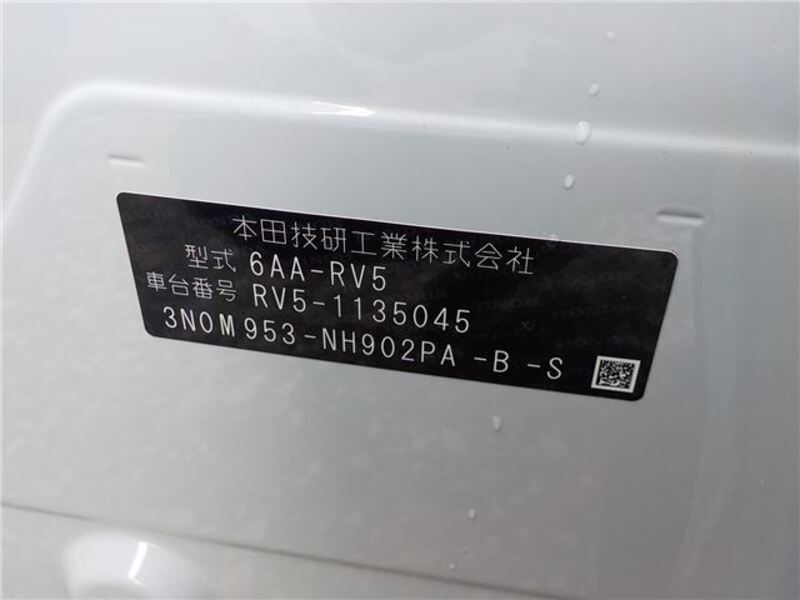 本田技研工業株式会社
型式 6AA-RV5
車台番号 RV5-1135045
3N0M953-NH902PA-B-S